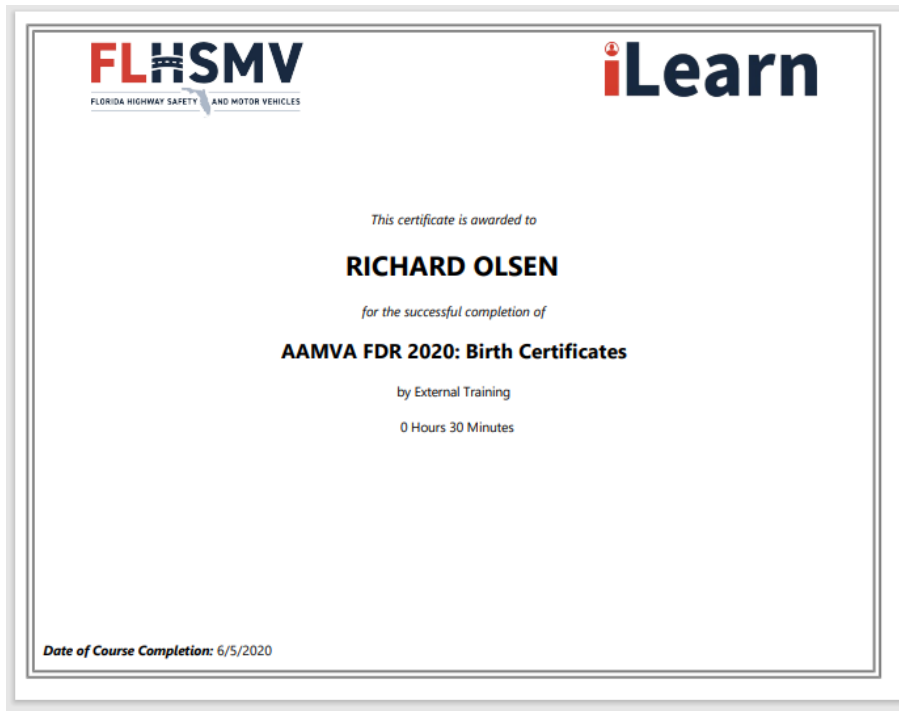 FLHSMV
FLORIDA HIGHWAY SAFETY AND MOTOR VEHICLES
iLearn
This certificate is awarded to
RICHARD OLSEN
for the successful completion of
AAMVA FDR 2020: Birth Certificates
by External Training
0 Hours 30 Minutes
Date of Course Completion: 6/5/2020